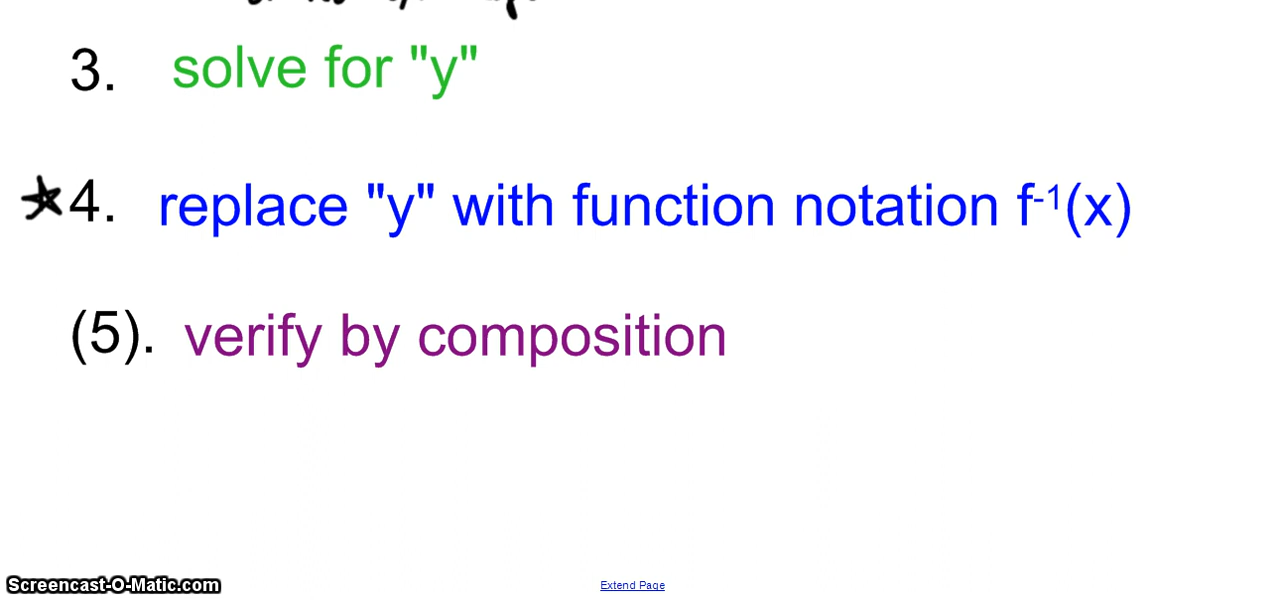 3. solve for "y"
★4. replace "y" with function notation f⁻¹(x)
(5). verify by composition
Screencast-O-Matic.com
Extend Page